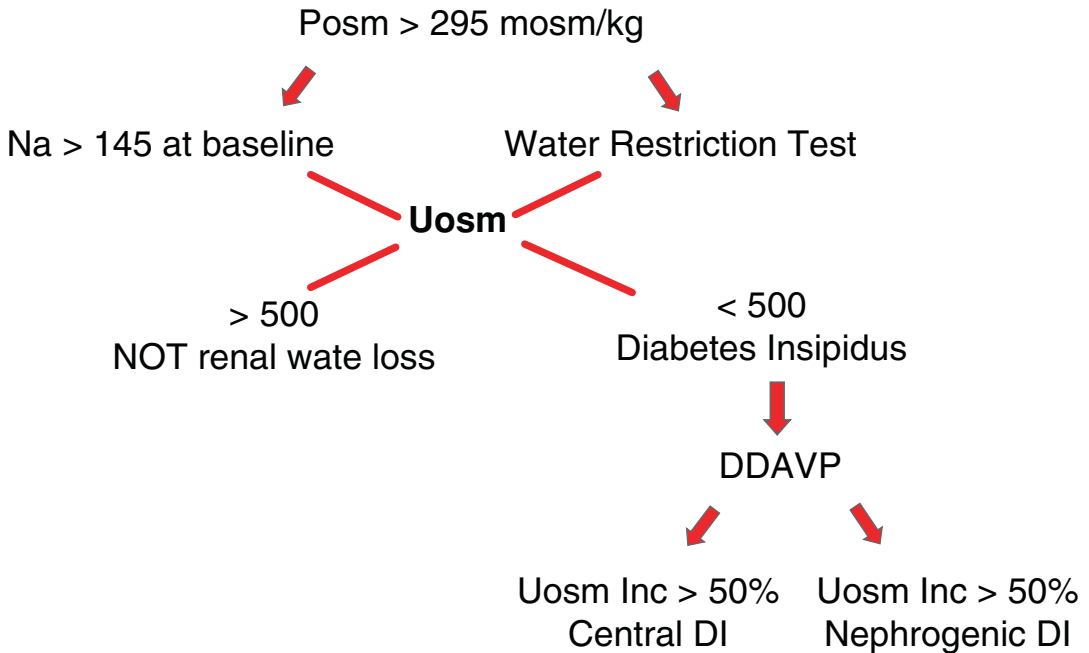 Posm > 295 mosm/kg
Na > 145 at baseline
Water Restriction Test
Uosm
> 500
NOT renal wate loss
< 500
Diabetes Insipidus
DDAVP
Uosm Inc > 50%
Central DI
Uosm Inc > 50%
Nephrogenic DI